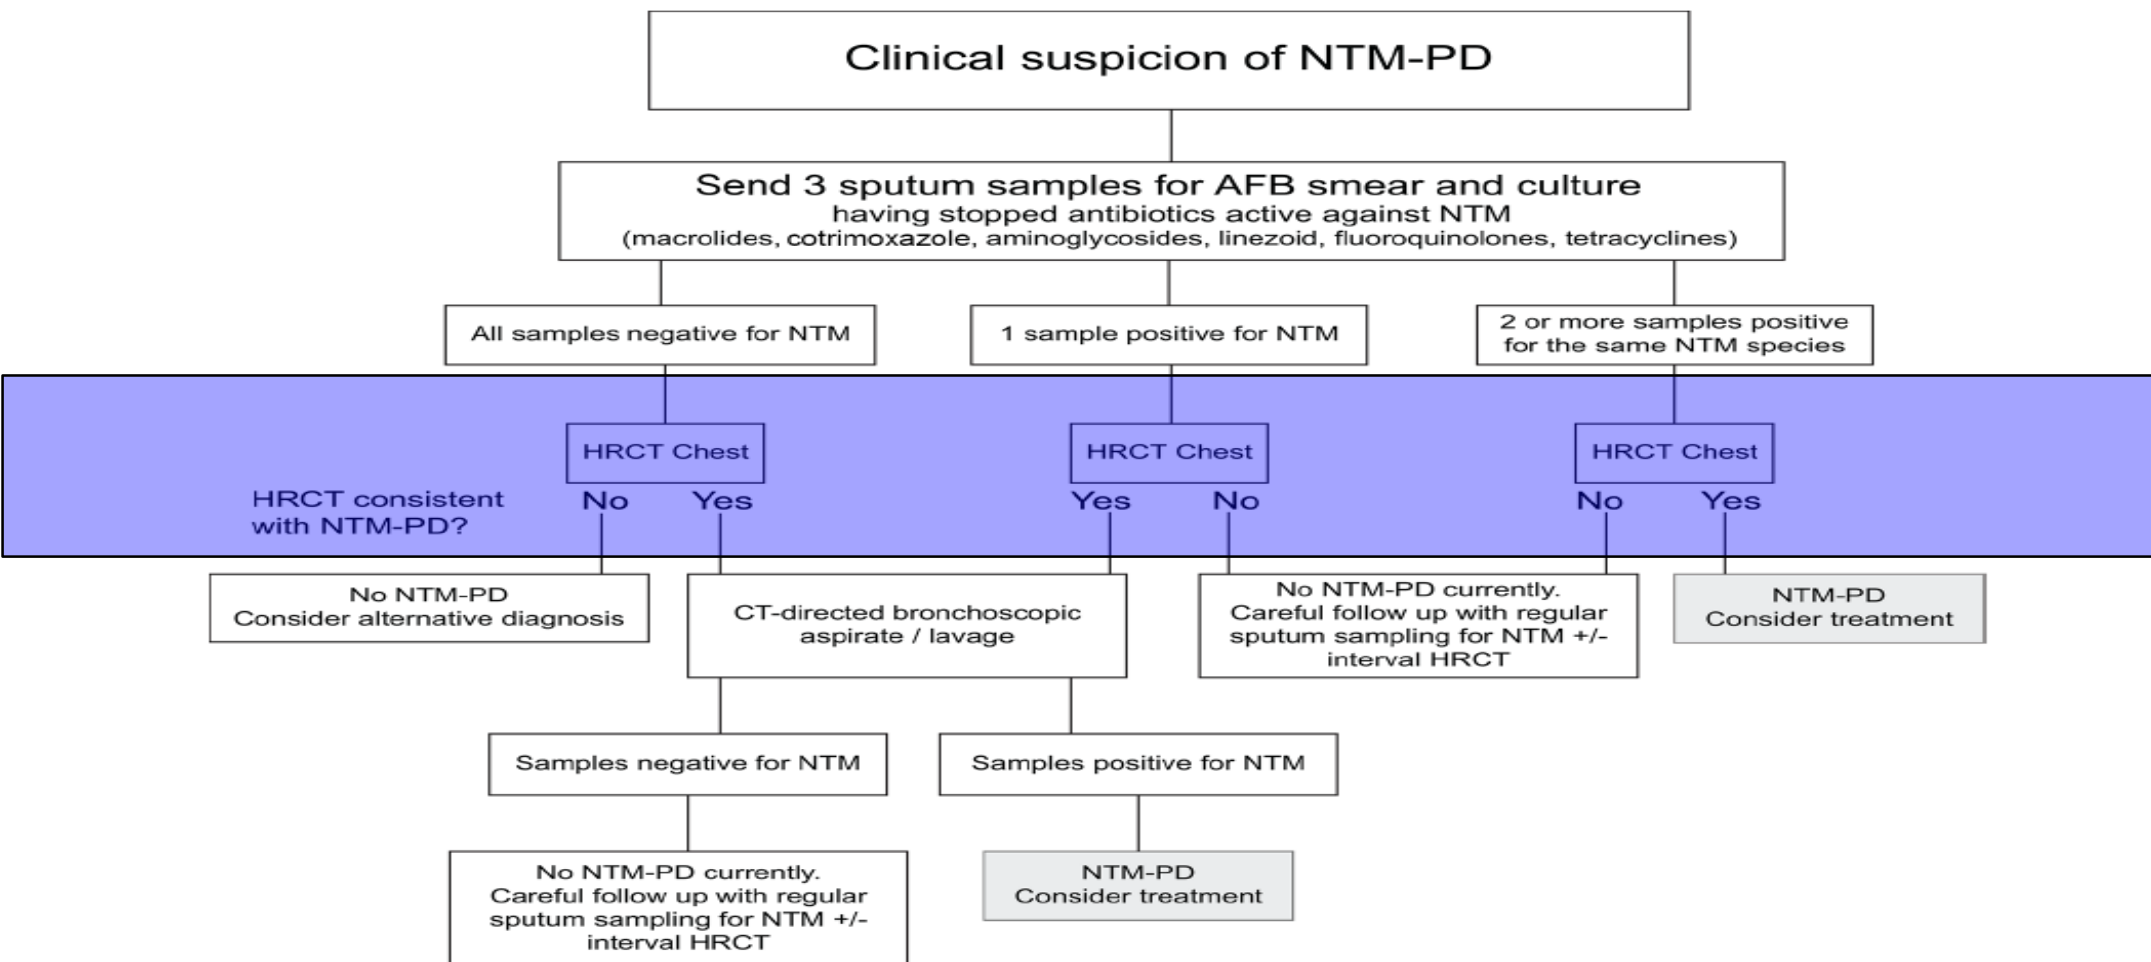 Clinical suspicion of NTM-PD
Send 3 sputum samples for AFB smear and culture
having stopped antibiotics active against NTM
(macrolides, cotrimoxazole, aminoglycosides, linezoid, fluoroquinolones, tetracyclines)
All samples negative for NTM
1 sample positive for NTM
2 or more samples positive
for the same NTM species
HRCT Chest
HRCT Chest
HRCT Chest
HRCT consistent
with NTM-PD?
No
Yes
Yes
No
No
Yes
No NTM-PD
Consider alternative diagnosis
CT-directed bronchoscopic
aspirate / lavage
No NTM-PD currently.
Careful follow up with regular
sputum sampling for NTM +/-
interval HRCT
NTM-PD
Consider treatment
Samples negative for NTM
Samples positive for NTM
No NTM-PD currently.
Careful follow up with regular
sputum sampling for NTM +/-
interval HRCT
NTM-PD
Consider treatment